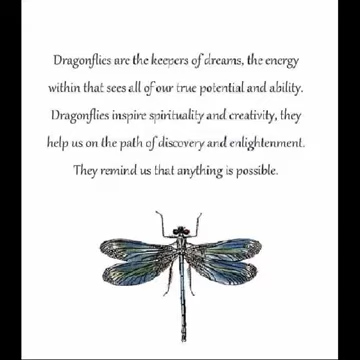 Dragonflies are the keepers of dreams, the energy
within that sees all of our true potential and ability.
Dragonflies inspire spirituality and creativity, they
help us on the path of discovery and enlightenment.
They remind us that anything is possible.